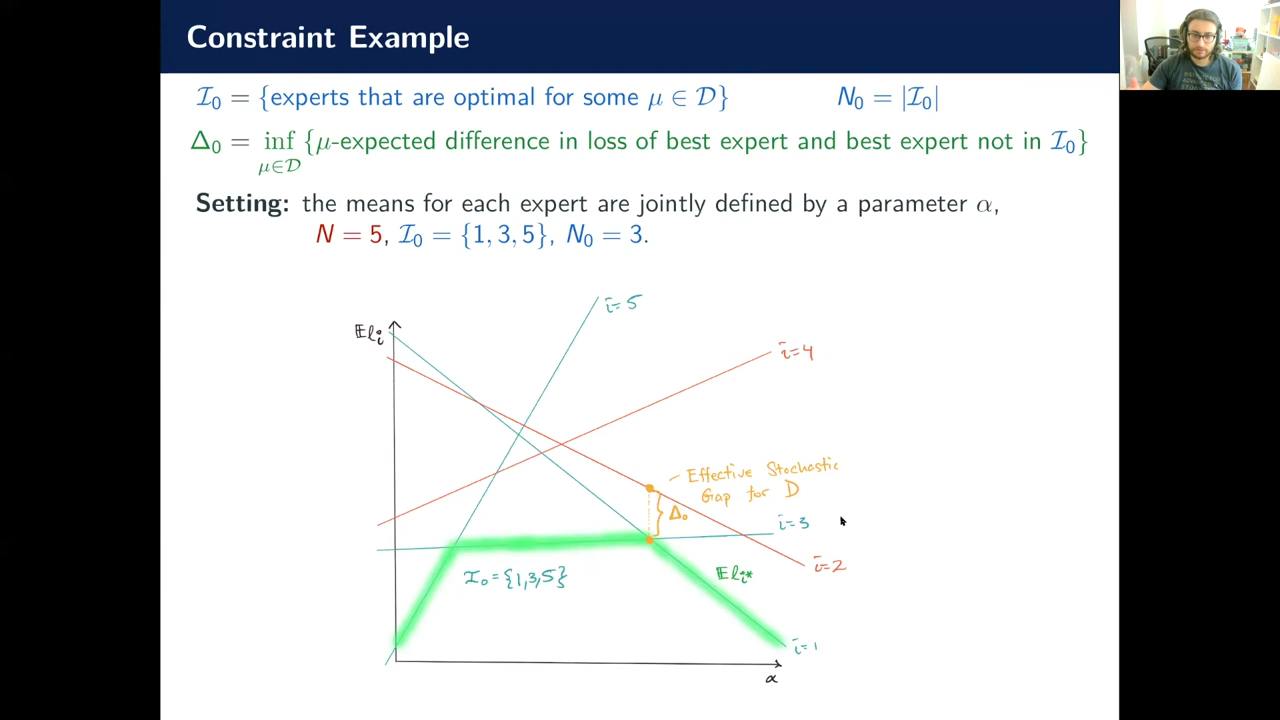 Constraint Example
𝓘₀ = {experts that are optimal for some μ ∈ 𝒟}    N₀ = |𝓘₀|
Δ₀ = inf_{μ∈𝒟} {μ-expected difference in loss of best expert and best expert not in 𝓘₀}
Setting: the means for each expert are jointly defined by a parameter α,
N = 5, 𝓘₀ = {1, 3, 5}, N₀ = 3.
i=5
𝔼ℓᵢ
i=4
Effective Stochastic
Gap for D
Δ₀
i=3
i=2
𝓘₀={1,3,5}
𝔼ℓᵢ*
i=1
α